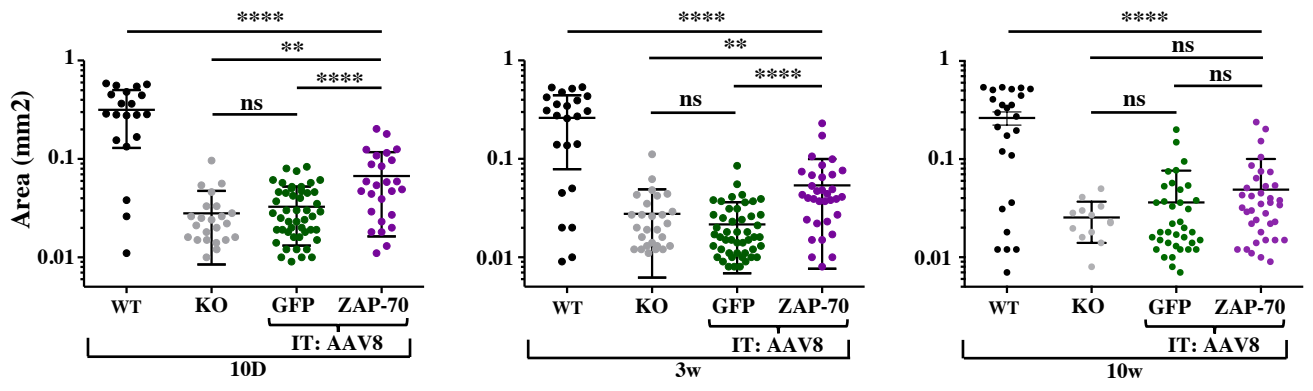 ****
**
****
ns
Area (mm2)
1
0.1
0.01
WT
KO
GFP
ZAP-70
IT: AAV8
10D
****
**
****
ns
1
0.1
0.01
WT
KO
GFP
ZAP-70
IT: AAV8
3w
****
ns
ns
ns
1
0.1
0.01
WT
KO
GFP
ZAP-70
IT: AAV8
10w